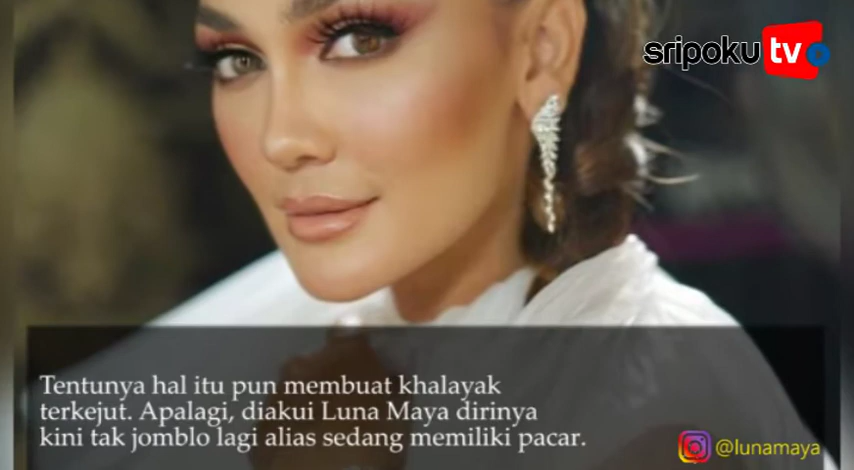 sripoku tv
Tentunya hal itu pun membuat khalayak
terkejut. Apalagi, diakui Luna Maya dirinya
kini tak jomblo lagi alias sedang memiliki pacar.
@lunamaya